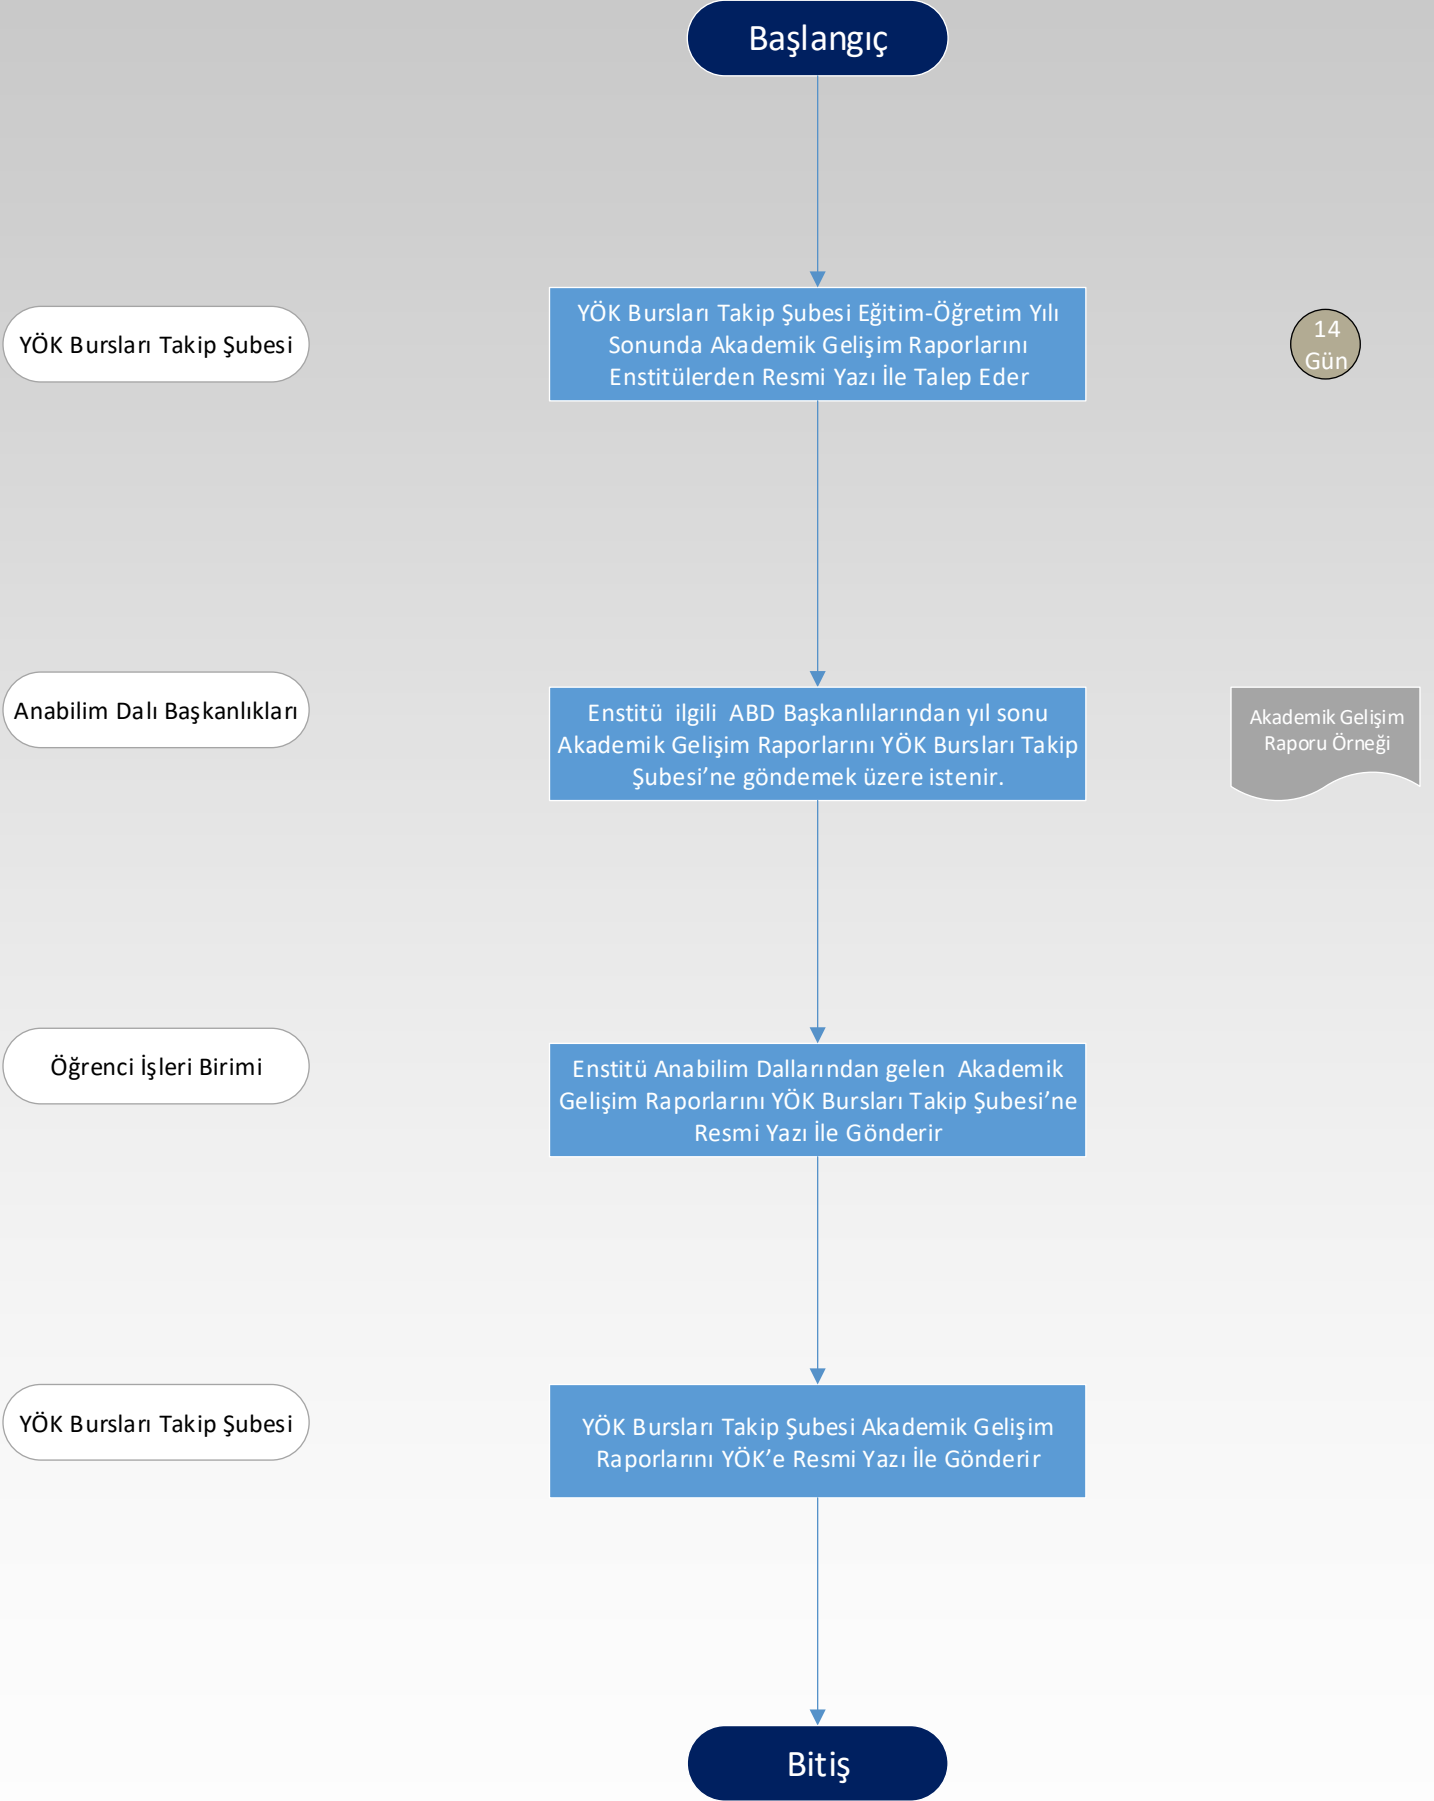 Başlangıç
YÖK Bursları Takip Şubesi
YÖK Bursları Takip Şubesi Eğitim-Öğretim Yılı
Sonunda Akademik Gelişim Raporlarını
Enstitülerden Resmi Yazı İle Talep Eder
14
Gün
Anabilim Dalı Başkanlıkları
Enstitü ilgili ABD Başkanlılarından yıl sonu
Akademik Gelişim Raporlarını YÖK Bursları Takip
Şubesi’ne göndemek üzere istenir.
Akademik Gelişim
Raporu Örneği
Öğrenci İşleri Birimi
Enstitü Anabilim Dallarından gelen Akademik
Gelişim Raporlarını YÖK Bursları Takip Şubesi’ne
Resmi Yazı İle Gönderir
YÖK Bursları Takip Şubesi
YÖK Bursları Takip Şubesi Akademik Gelişim
Raporlarını YÖK’e Resmi Yazı İle Gönderir
Bitiş